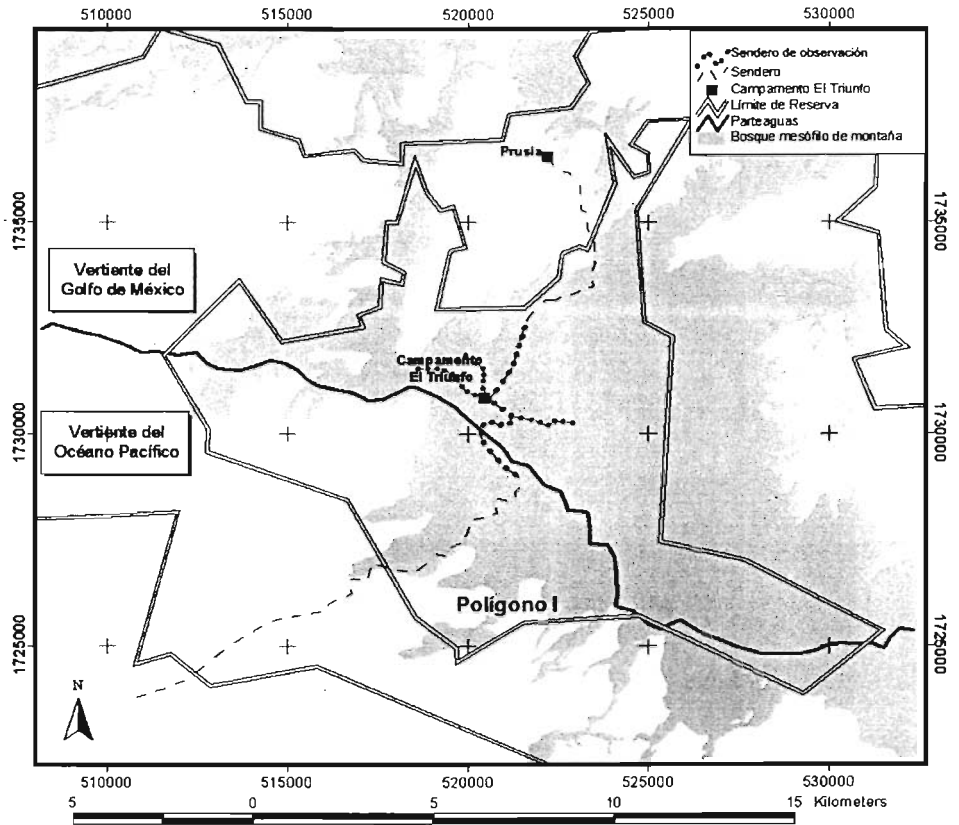 510000 515000 520000 525000 530000
Sendero de observación
Sendero
Campamento El Triunfo
Límite de Reserva
Parteaguas
Bosque mesófilo de montaña
Prusia
1735000 1735000
Vertiente del
Golfo de México
Campamento
El Triunfo
1730000 1730000
Vertiente del
Océano Pacífico
Polígono I
1725000 1725000
N
510000 515000 520000 525000 530000
5 0 5 10 15 Kilometers